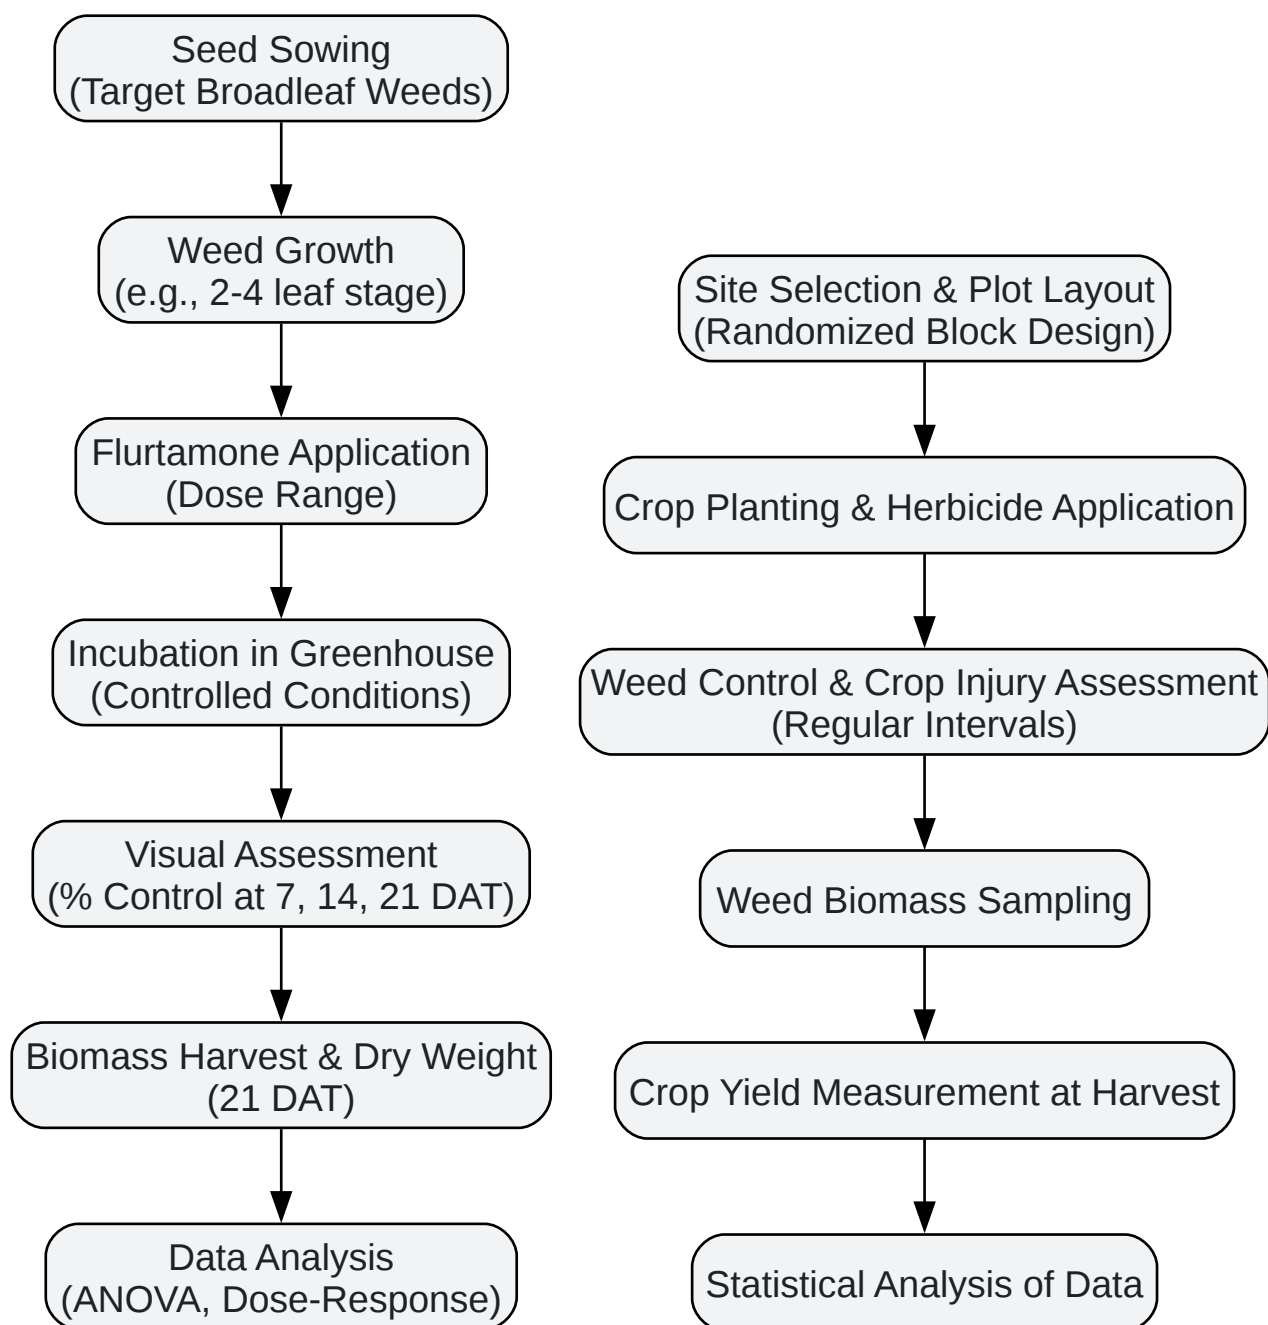 Seed Sowing
(Target Broadleaf Weeds)
Weed Growth
(e.g., 2-4 leaf stage)
Flurtamone Application
(Dose Range)
Incubation in Greenhouse
(Controlled Conditions)
Visual Assessment
(% Control at 7, 14, 21 DAT)
Biomass Harvest & Dry Weight
(21 DAT)
Data Analysis
(ANOVA, Dose-Response)
Site Selection & Plot Layout
(Randomized Block Design)
Crop Planting & Herbicide Application
Weed Control & Crop Injury Assessment
(Regular Intervals)
Weed Biomass Sampling
Crop Yield Measurement at Harvest
Statistical Analysis of Data